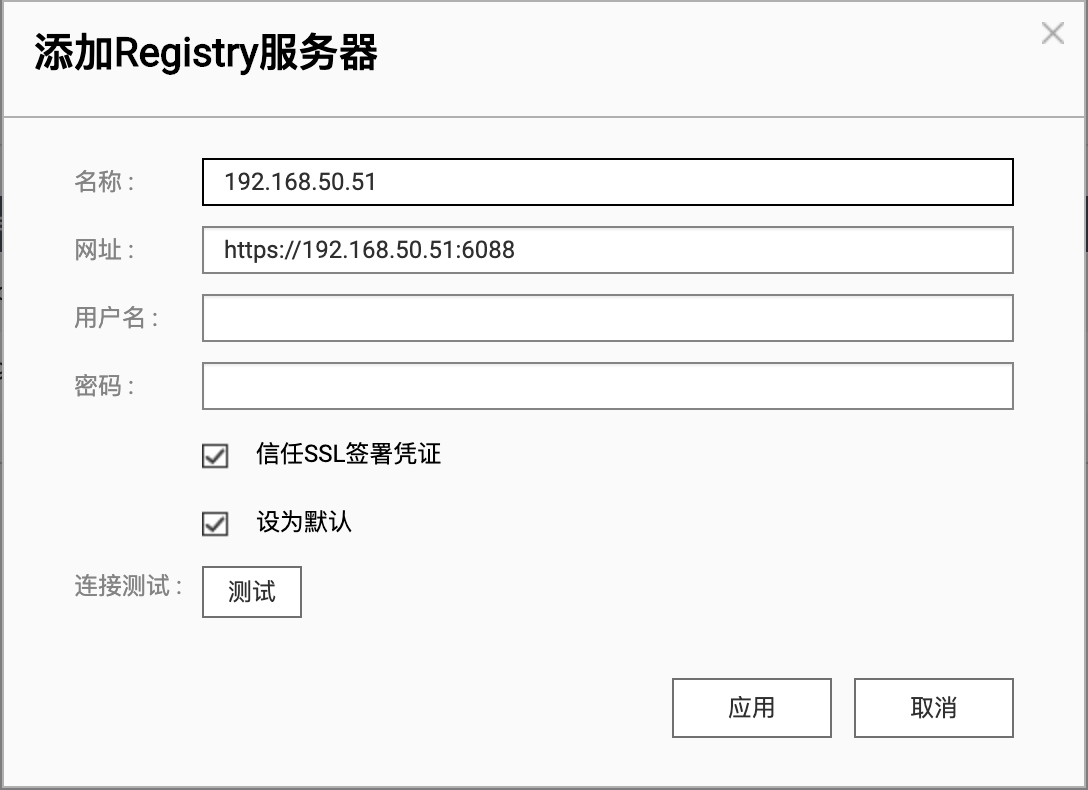 添加Registry服务器
名称 : 192.168.50.51
网址 : https://192.168.50.51:6088
用户名 :
密码 :
信任SSL签署凭证
设为默认
连接测试 : 测试
应用 取消